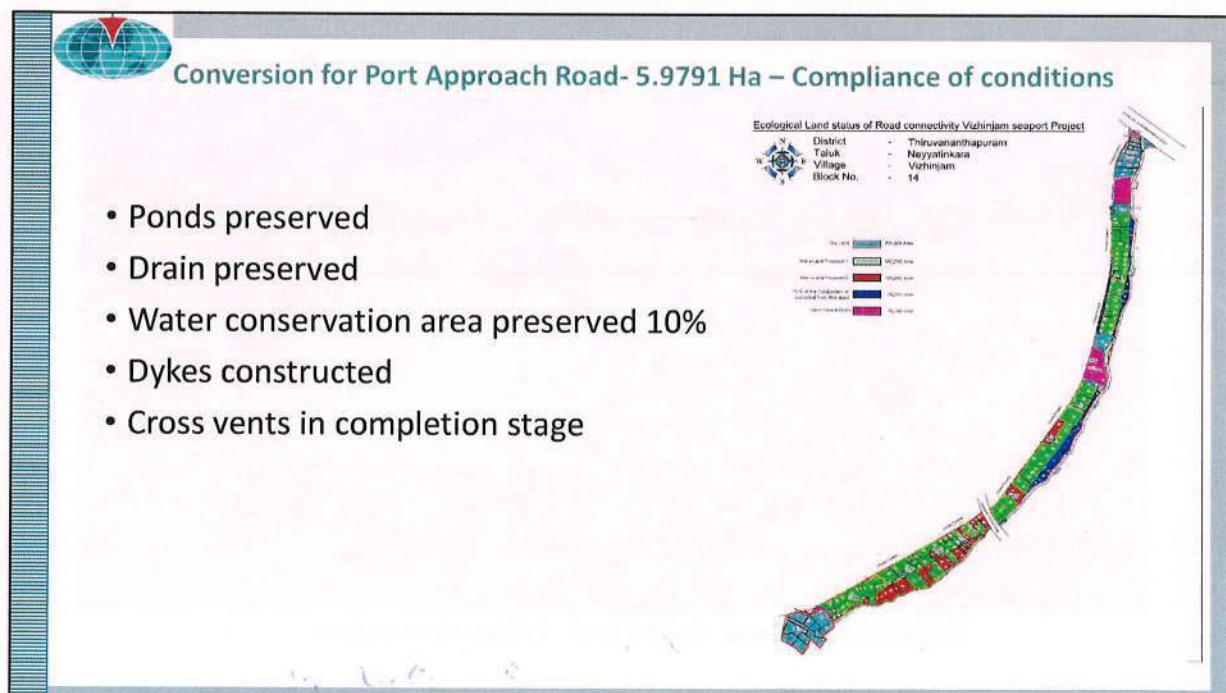 Conversion for Port Approach Road- 5.9791 Ha – Compliance of conditions
• Ponds preserved
• Drain preserved
• Water conservation area preserved 10%
• Dykes constructed
• Cross vents in completion stage
Ecological Land status of Road connectivity Vizhinjam seaport Project
N
W E
S
District - Thiruvananthapuram
Taluk - Neyyatinkara
Village - Vizhinjam
Block No. - 14